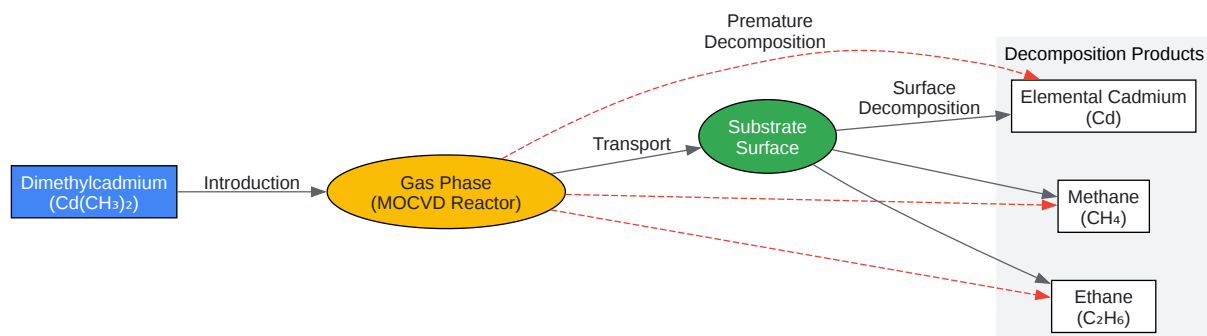 Premature
Decomposition
Decomposition Products
Surface
Decomposition
Elemental Cadmium
(Cd)
Substrate
Surface
Transport
Dimethylcadmium
(Cd(CH₃)₂)
Introduction
Gas Phase
(MOCVD Reactor)
Methane
(CH₄)
Ethane
(C₂H₆)